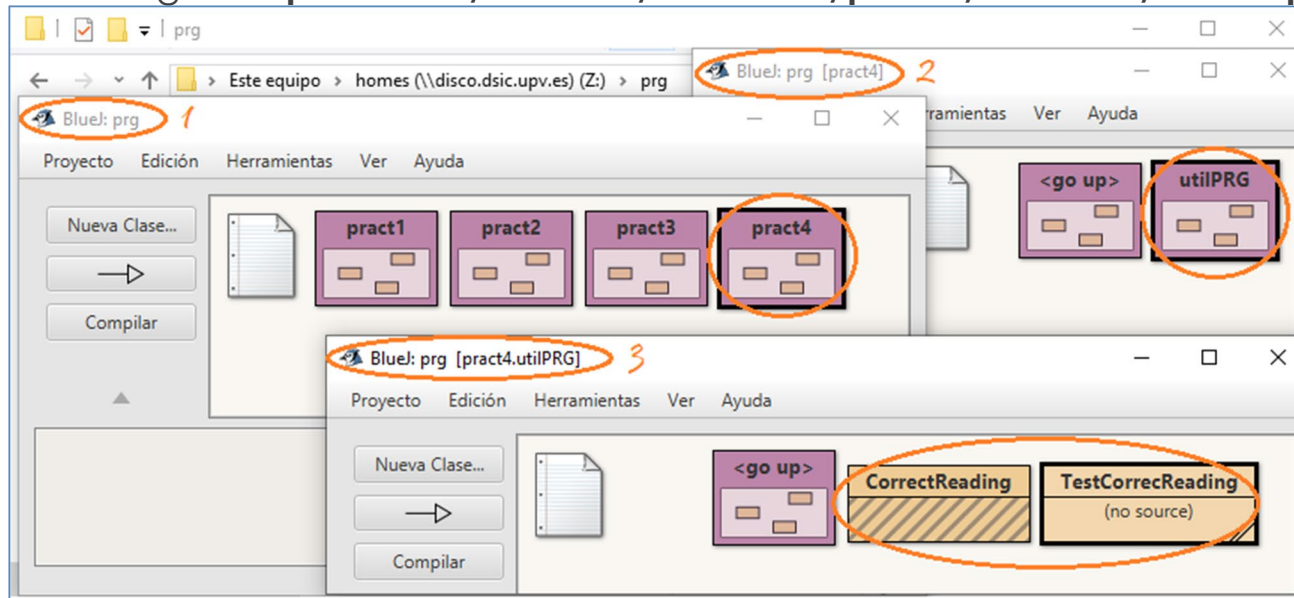 prg
Este equipo > homes (\\disco.dsic.upv.es) (Z:) > prg
BlueJ: prg [pract4] 2
BlueJ: prg 1
ramientas Ver Ayuda
Proyecto Edición Herramientas Ver Ayuda
<go up> utilPRG
Nueva Clase...
pract1 pract2 pract3 pract4
Compilar
BlueJ: prg [pract4.utilPRG] 3
Proyecto Edición Herramientas Ver Ayuda
Nueva Clase...
<go up> CorrectReading TestCorrecReading
(no source)
Compilar